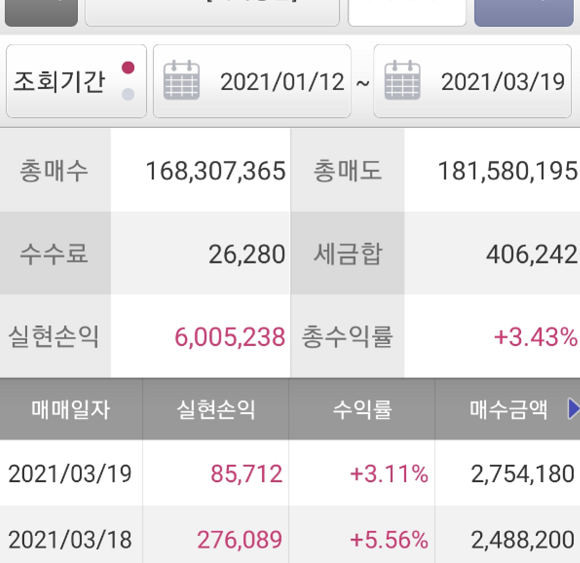 조회기간 2021/01/12 ~ 2021/03/19
총매수 168,307,365 총매도 181,580,195
수수료 26,280 세금합 406,242
실현손익 6,005,238 총수익률 +3.43%
매매일자 실현손익 수익률 매수금액
2021/03/19 85,712 +3.11% 2,754,180
2021/03/18 276,089 +5.56% 2,488,200